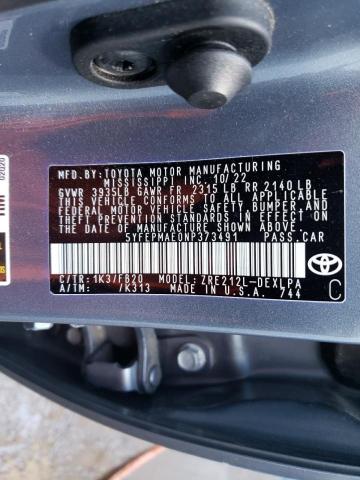 MFD.BY:TOYOTA MOTOR MANUFACTURING
MISSISSIPPI INC. 10/22
GVWR 3935LB GAWR FR 2315 LB RR 2140 LB
THIS VEHICLE CONFORMS TO ALL APPLICABLE
FEDERAL MOTOR VEHICLE SAFETY, BUMPER, AND
THEFT PREVENTION STANDARDS IN EFFECT ON
THE DATE OF MANUFACTURE SHOWN ABOVE.
5YFEPMAE0NP373491 PASS.CAR
C/TR:1K3/FB20 MODEL:ZRE212L-DEXLPA
A/TM: /K313 MADE IN U.S.A. 744
TOYOTA
C
02020